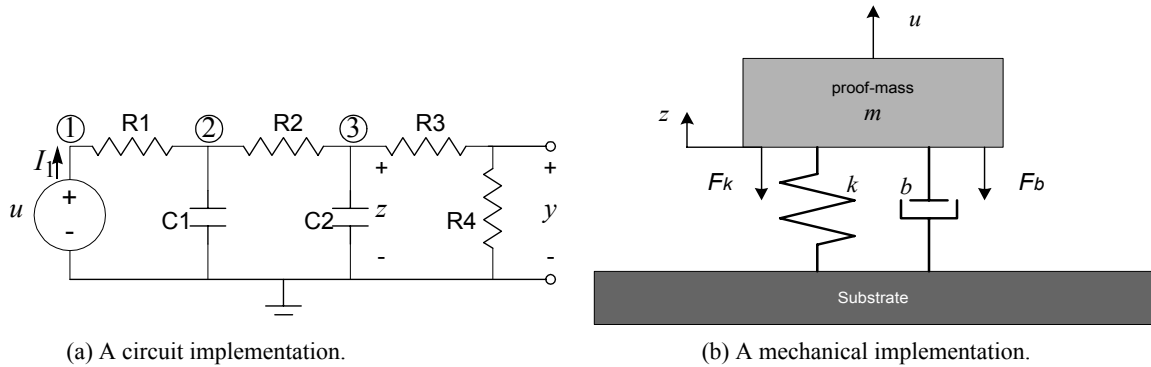 1 2 3
R1 R2 R3
I1
u + -
C1 C2
+ z -
R4
+ y -
(a) A circuit implementation.
u
proof-mass
m
z
Fk k b Fb
Substrate
(b) A mechanical implementation.